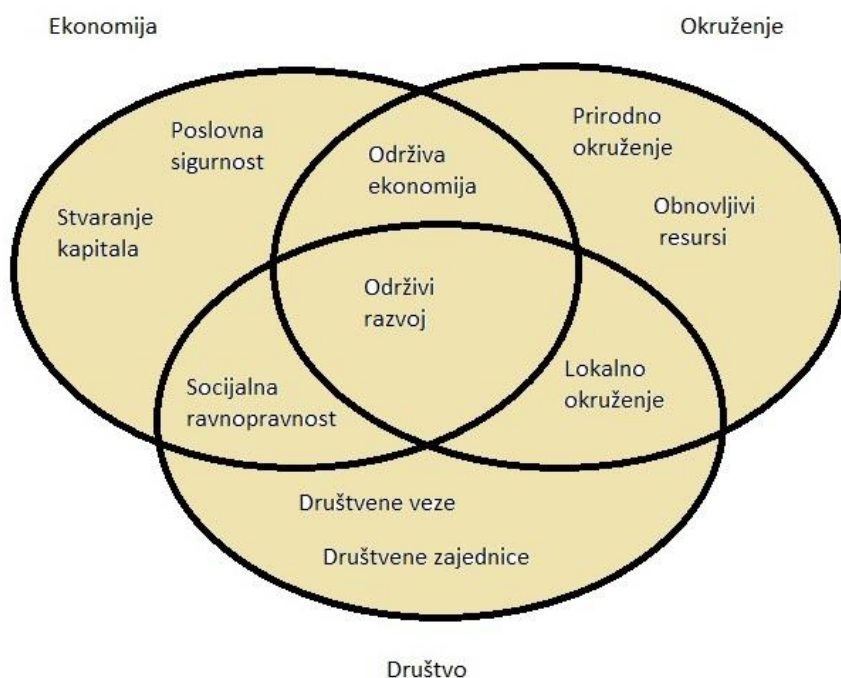 Ekonomija
Okruženje
Poslovna
sigurnost
Održiva
ekonomija
Prirodno
okruženje
Stvaranje
kapitala
Obnovljivi
resursi
Održivi
razvoj
Socijalna
ravnopravnost
Lokalno
okruženje
Društvene veze
Društvene zajednice
Društvo